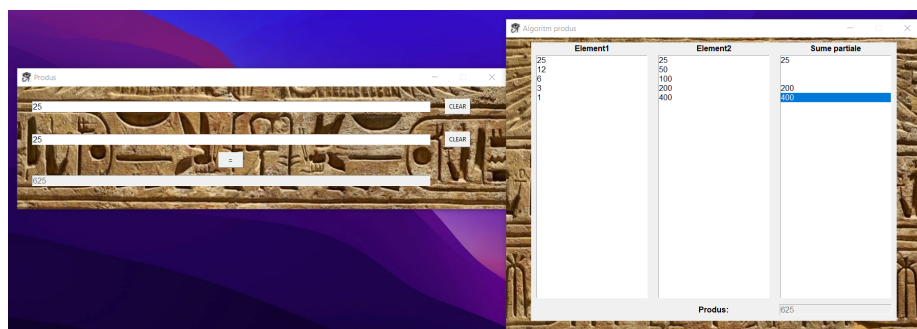 Produs
25
CLEAR
25
CLEAR
=
625
Algoritm produs
Element1 Element2 Sume partiale
25 25 25
12 50
6 100
3 200 200
1 400 400
Produs: 625